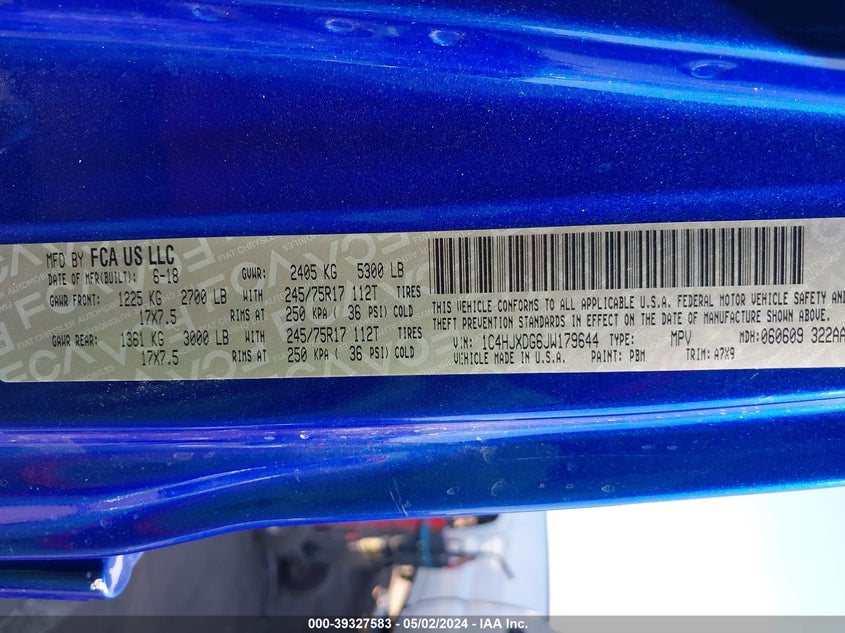 MFD BY FCA US LLC
DATE OF MFR(BUILT): 6-18 GVWR: 2405 KG 5300 LB
GAWR FRONT: 1225 KG 2700 LB WITH 245/75R17 112T TIRES
17X7.5 RIMS AT 250 KPA ( 36 PSI) COLD
GAWR REAR: 1361 KG 3000 LB WITH 245/75R17 112T TIRES
17X7.5 RIMS AT 250 KPA ( 36 PSI) COLD
THIS VEHICLE CONFORMS TO ALL APPLICABLE U.S.A. FEDERAL MOTOR VEHICLE SAFETY AND
THEFT PREVENTION STANDARDS IN EFFECT ON THE DATE OF MANUFACTURE SHOWN ABOVE.
VIN: 1C4HJXDG6JW179644 TYPE: MPV MDH: 060609 322AA
VEHICLE MADE IN U.S.A. PAINT: PBM TRIM: A7X9
000-39327583 - 05/02/2024 - IAA Inc.